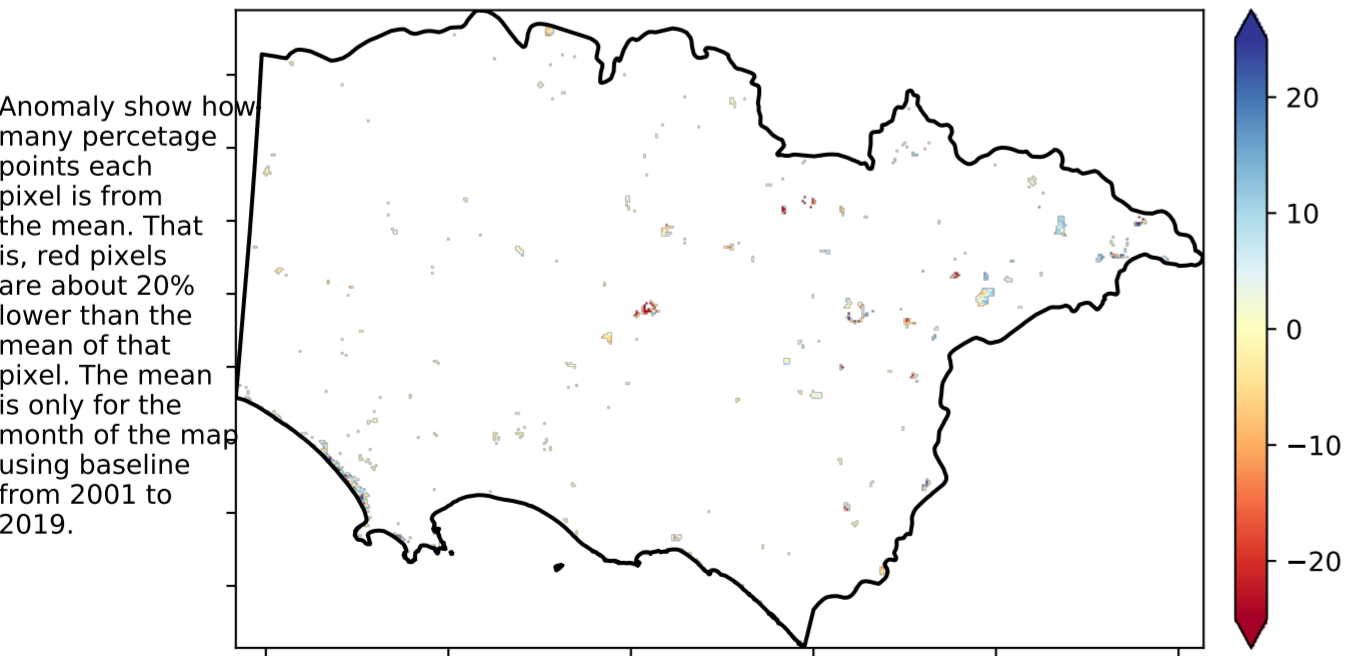 Anomaly show how
many percetage
points each
pixel is from
the mean. That
is, red pixels
are about 20%
lower than the
mean of that
pixel. The mean
is only for the
month of the map
using baseline
from 2001 to
2019.
20
10
0
−10
−20